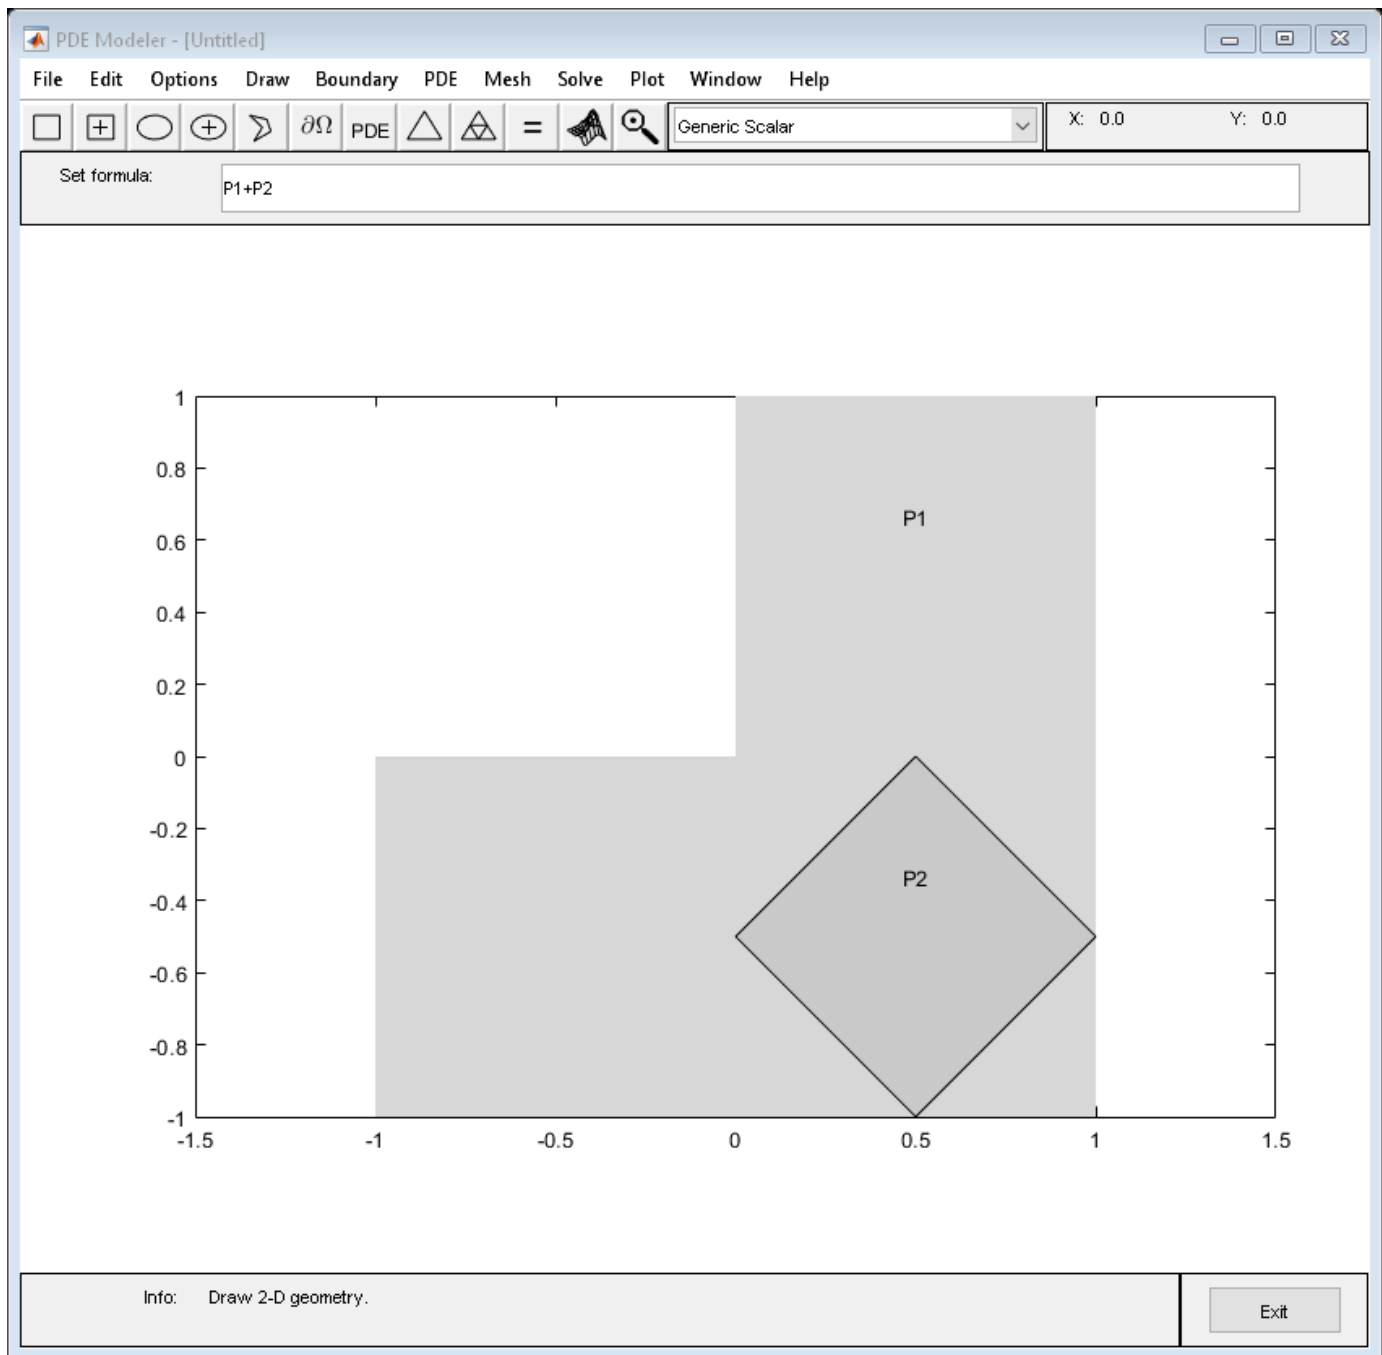 PDE Modeler - [Untitled]
File Edit Options Draw Boundary PDE Mesh Solve Plot Window Help
∂Ω PDE = Generic Scalar X: 0.0 Y: 0.0
Set formula: P1+P2
1
0.8
P1
0.6
0.4
0.2
0
-0.2
P2
-0.4
-0.6
-0.8
-1
-1.5 -1 -0.5 0 0.5 1 1.5
Info: Draw 2-D geometry.
Exit